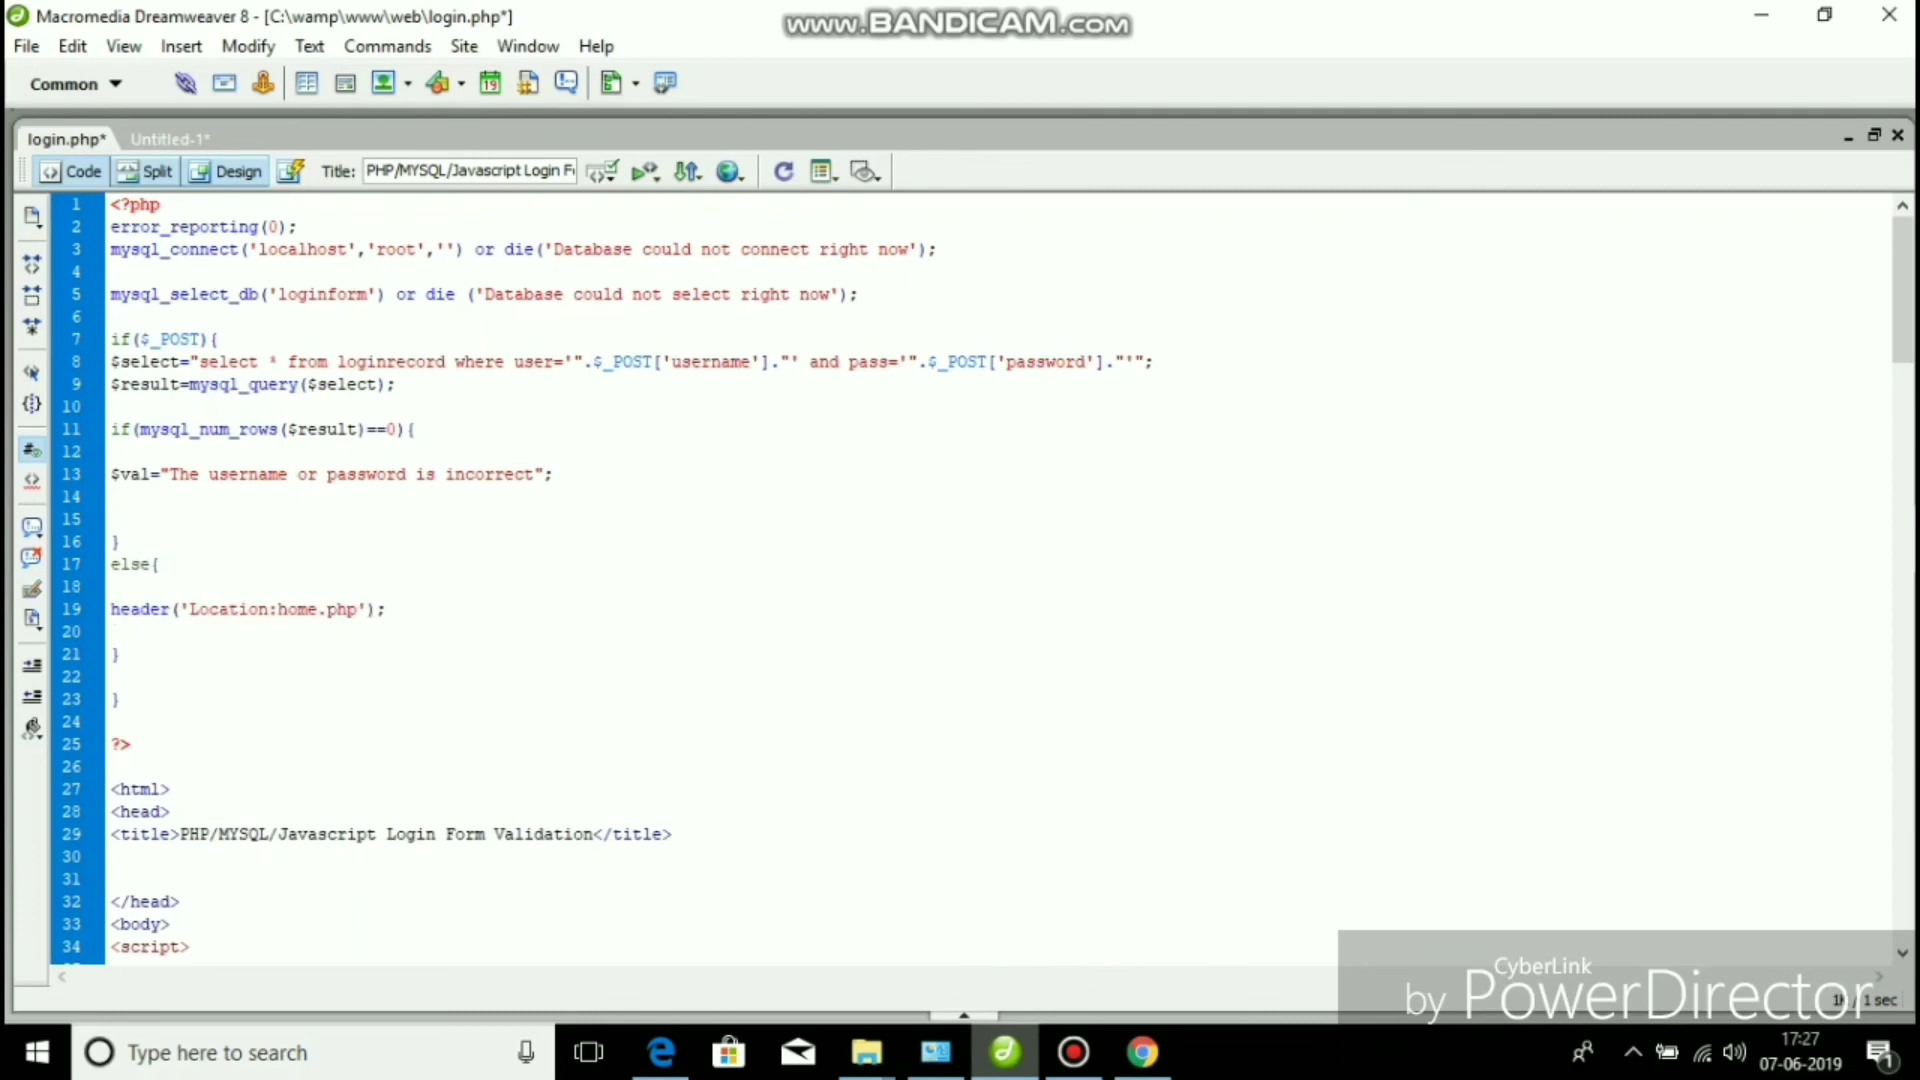 Macromedia Dreamweaver 8 - [C:\wamp\www\web\login.php*]
www.BANDICAM.com
File Edit View Insert Modify Text Commands Site Window Help
Common
login.php* Untitled-1*
Code Split Design Title: PHP/MYSQL/Javascript Login F
1 <?php
2 error_reporting(0);
3 mysql_connect('localhost','root','') or die('Database could not connect right now');
4
5 mysql_select_db('loginform') or die ('Database could not select right now');
6
7 if($_POST){
8 $select="select * from loginrecord where user='".$_POST['username']."' and pass='".$_POST['password']."'";
9 $result=mysql_query($select);
10
11 if(mysql_num_rows($result)==0){
12
13 $val="The username or password is incorrect";
14
15
16 }
17 else{
18
19 header('Location:home.php');
20
21 }
22
23 }
24
25 ?>
26
27 <html>
28 <head>
29 <title>PHP/MYSQL/Javascript Login Form Validation</title>
30
31
32 </head>
33 <body>
34 <script>
CyberLink
by PowerDirector
1K / 1 sec
Type here to search
17:27
07-06-2019
1